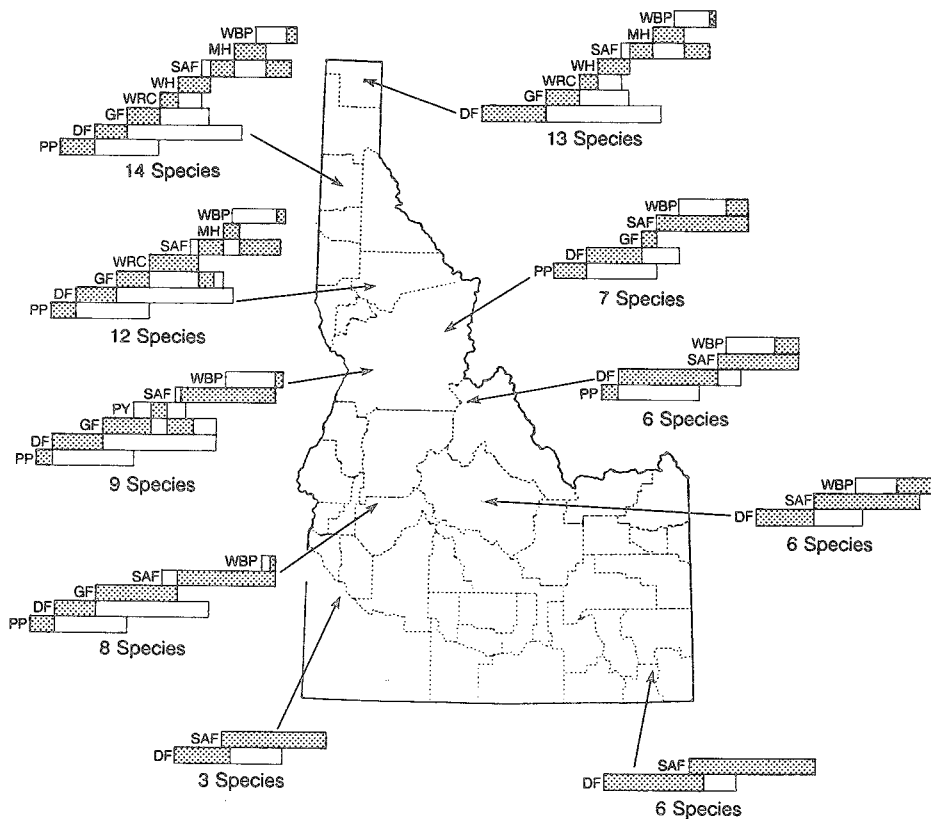 WBP
MH
SAF
WH
WRC
GF
DF
PP
14 Species
WBP
MH
SAF
WH
WRC
GF
DF
13 Species
WBP
MH
SAF
WRC
GF
DF
PP
12 Species
WBP
SAF
GF
DF
PP
7 Species
WBP
SAF
PY
GF
DF
PP
9 Species
WBP
SAF
DF
PP
6 Species
WBP
SAF
DF
6 Species
WBP
SAF
GF
DF
PP
8 Species
SAF
DF
3 Species
SAF
DF
6 Species